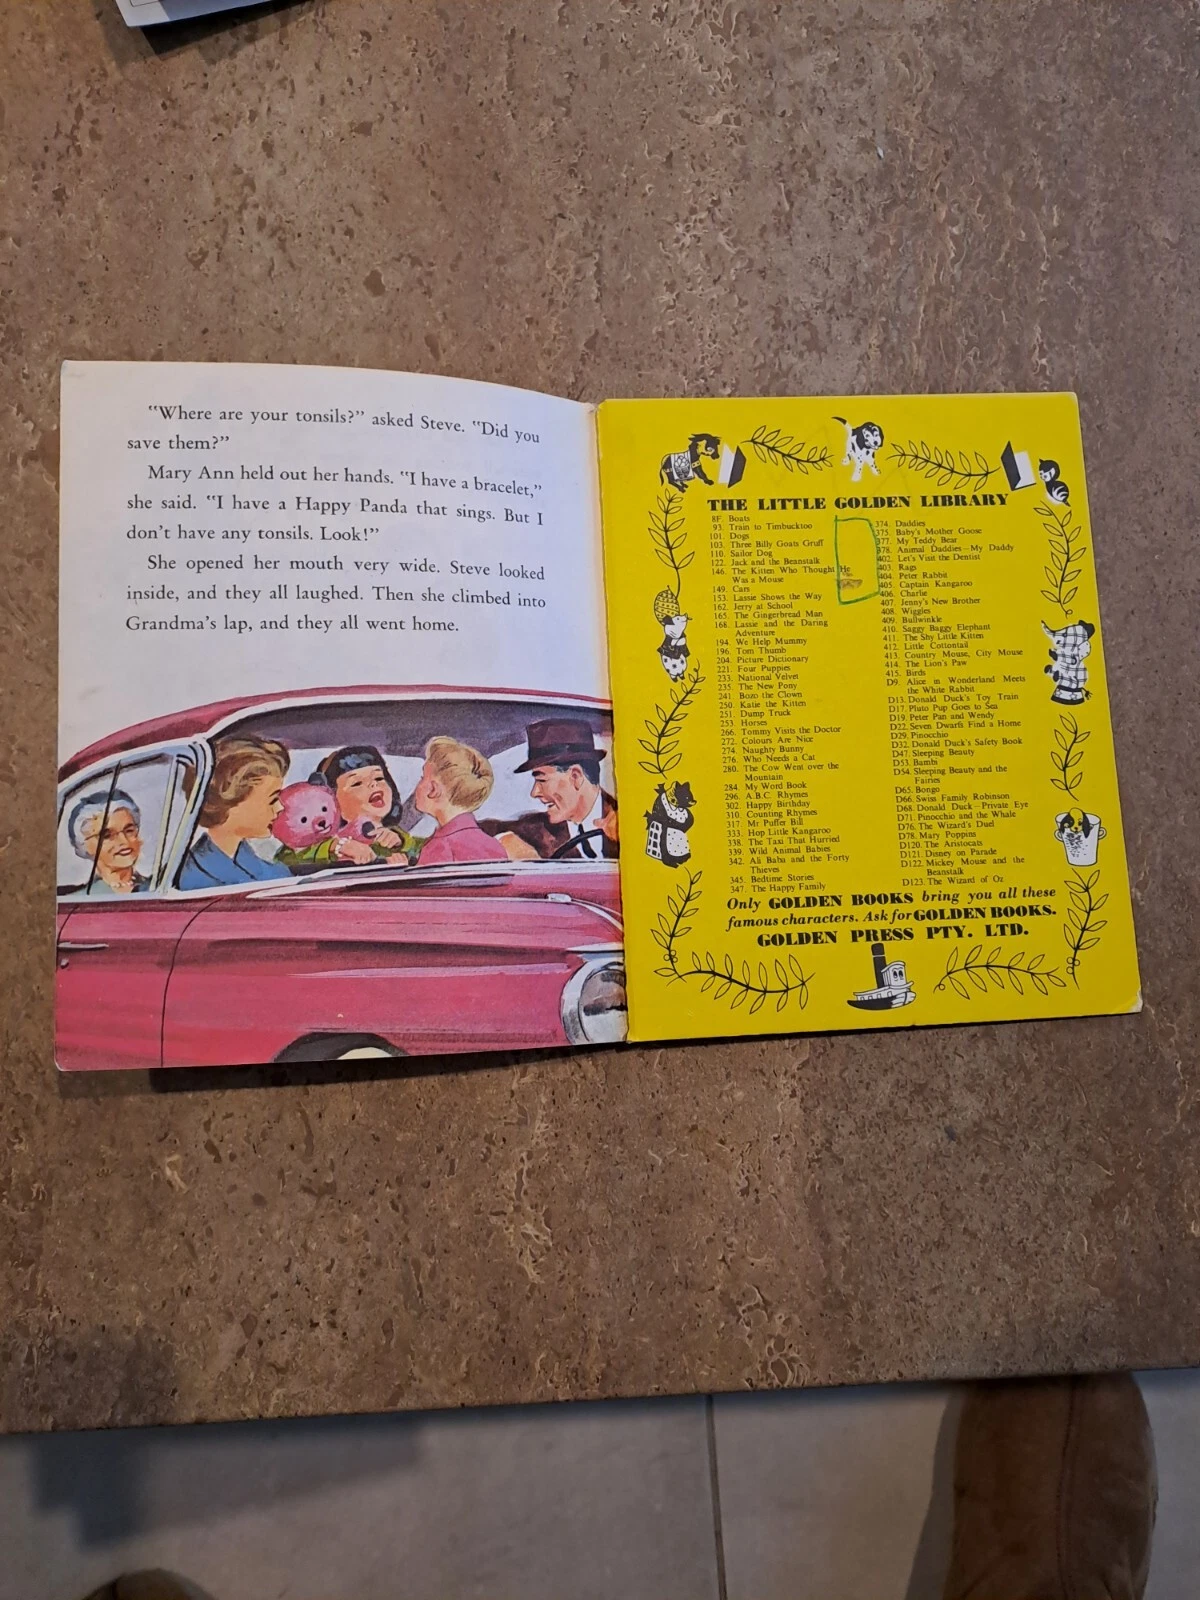 "Where are your tonsils?" asked Steve. "Did you
save them?"
Mary Ann held out her hands. "I have a bracelet,"
she said. "I have a Happy Panda that sings. But I
don't have any tonsils. Look!"
She opened her mouth very wide. Steve looked
inside, and they all laughed. Then she climbed into
Grandma's lap, and they all went home.
THE LITTLE GOLDEN LIBRARY
8F. Boats
93. Train to Timbucktoo
101. Dogs
103. Three Billy Goats Gruff
110. Sailor Dog
122. Jack and the Beanstalk
146. The Kitten Who Thought He
Was a Mouse
149. Cars
153. Lassie Shows the Way
162. Jerry at School
165. The Gingerbread Man
168. Lassie and the Daring
Adventure
194. We Help Mummy
196. Tom Thumb
204. Picture Dictionary
221. Four Puppies
233. National Velvet
235. The New Pony
241. Bozo the Clown
250. Katie the Kitten
251. Dump Truck
253. Horses
266. Tommy Visits the Doctor
272. Colours Are Nice
274. Naughty Bunny
276. Who Needs a Cat
280. The Cow Went over the
Mountain
284. My Word Book
296. A.B.C. Rhymes
302. Happy Birthday
310. Counting Rhymes
317. Mr Puffer Bill
333. Hop Little Kangaroo
338. The Taxi That Hurried
339. Wild Animal Babies
342. Ali Baba and the Forty
Thieves
345. Bedtime Stories
347. The Happy Family
374. Daddies
375. Baby's Mother Goose
377. My Teddy Bear
378. Animal Daddies—My Daddy
402. Let's Visit the Dentist
403. Rags
404. Peter Rabbit
405. Captain Kangaroo
406. Charlie
407. Jenny's New Brother
408. Wiggles
409. Bullwinkle
410. Saggy Baggy Elephant
411. The Shy Little Kitten
412. Little Cottontail
413. Country Mouse, City Mouse
414. The Lion's Paw
415. Birds
D9. Alice in Wonderland Meets
the White Rabbit
D13. Donald Duck's Toy Train
D17. Pluto Pup Goes to Sea
D19. Peter Pan and Wendy
D22. Seven Dwarfs Find a Home
D29. Pinocchio
D32. Donald Duck's Safety Book
D47. Sleeping Beauty
D53. Bambi
D54. Sleeping Beauty and the
Fairies
D65. Bongo
D66. Swiss Family Robinson
D68. Donald Duck—Private Eye
D71. Pinocchio and the Whale
D76. The Wizard's Duel
D78. Mary Poppins
D120. The Aristocats
D121. Disney on Parade
D122. Mickey Mouse and the
Beanstalk
D123. The Wizard of Oz
Only GOLDEN BOOKS bring you all these
famous characters. Ask for GOLDEN BOOKS.
GOLDEN PRESS PTY. LTD.